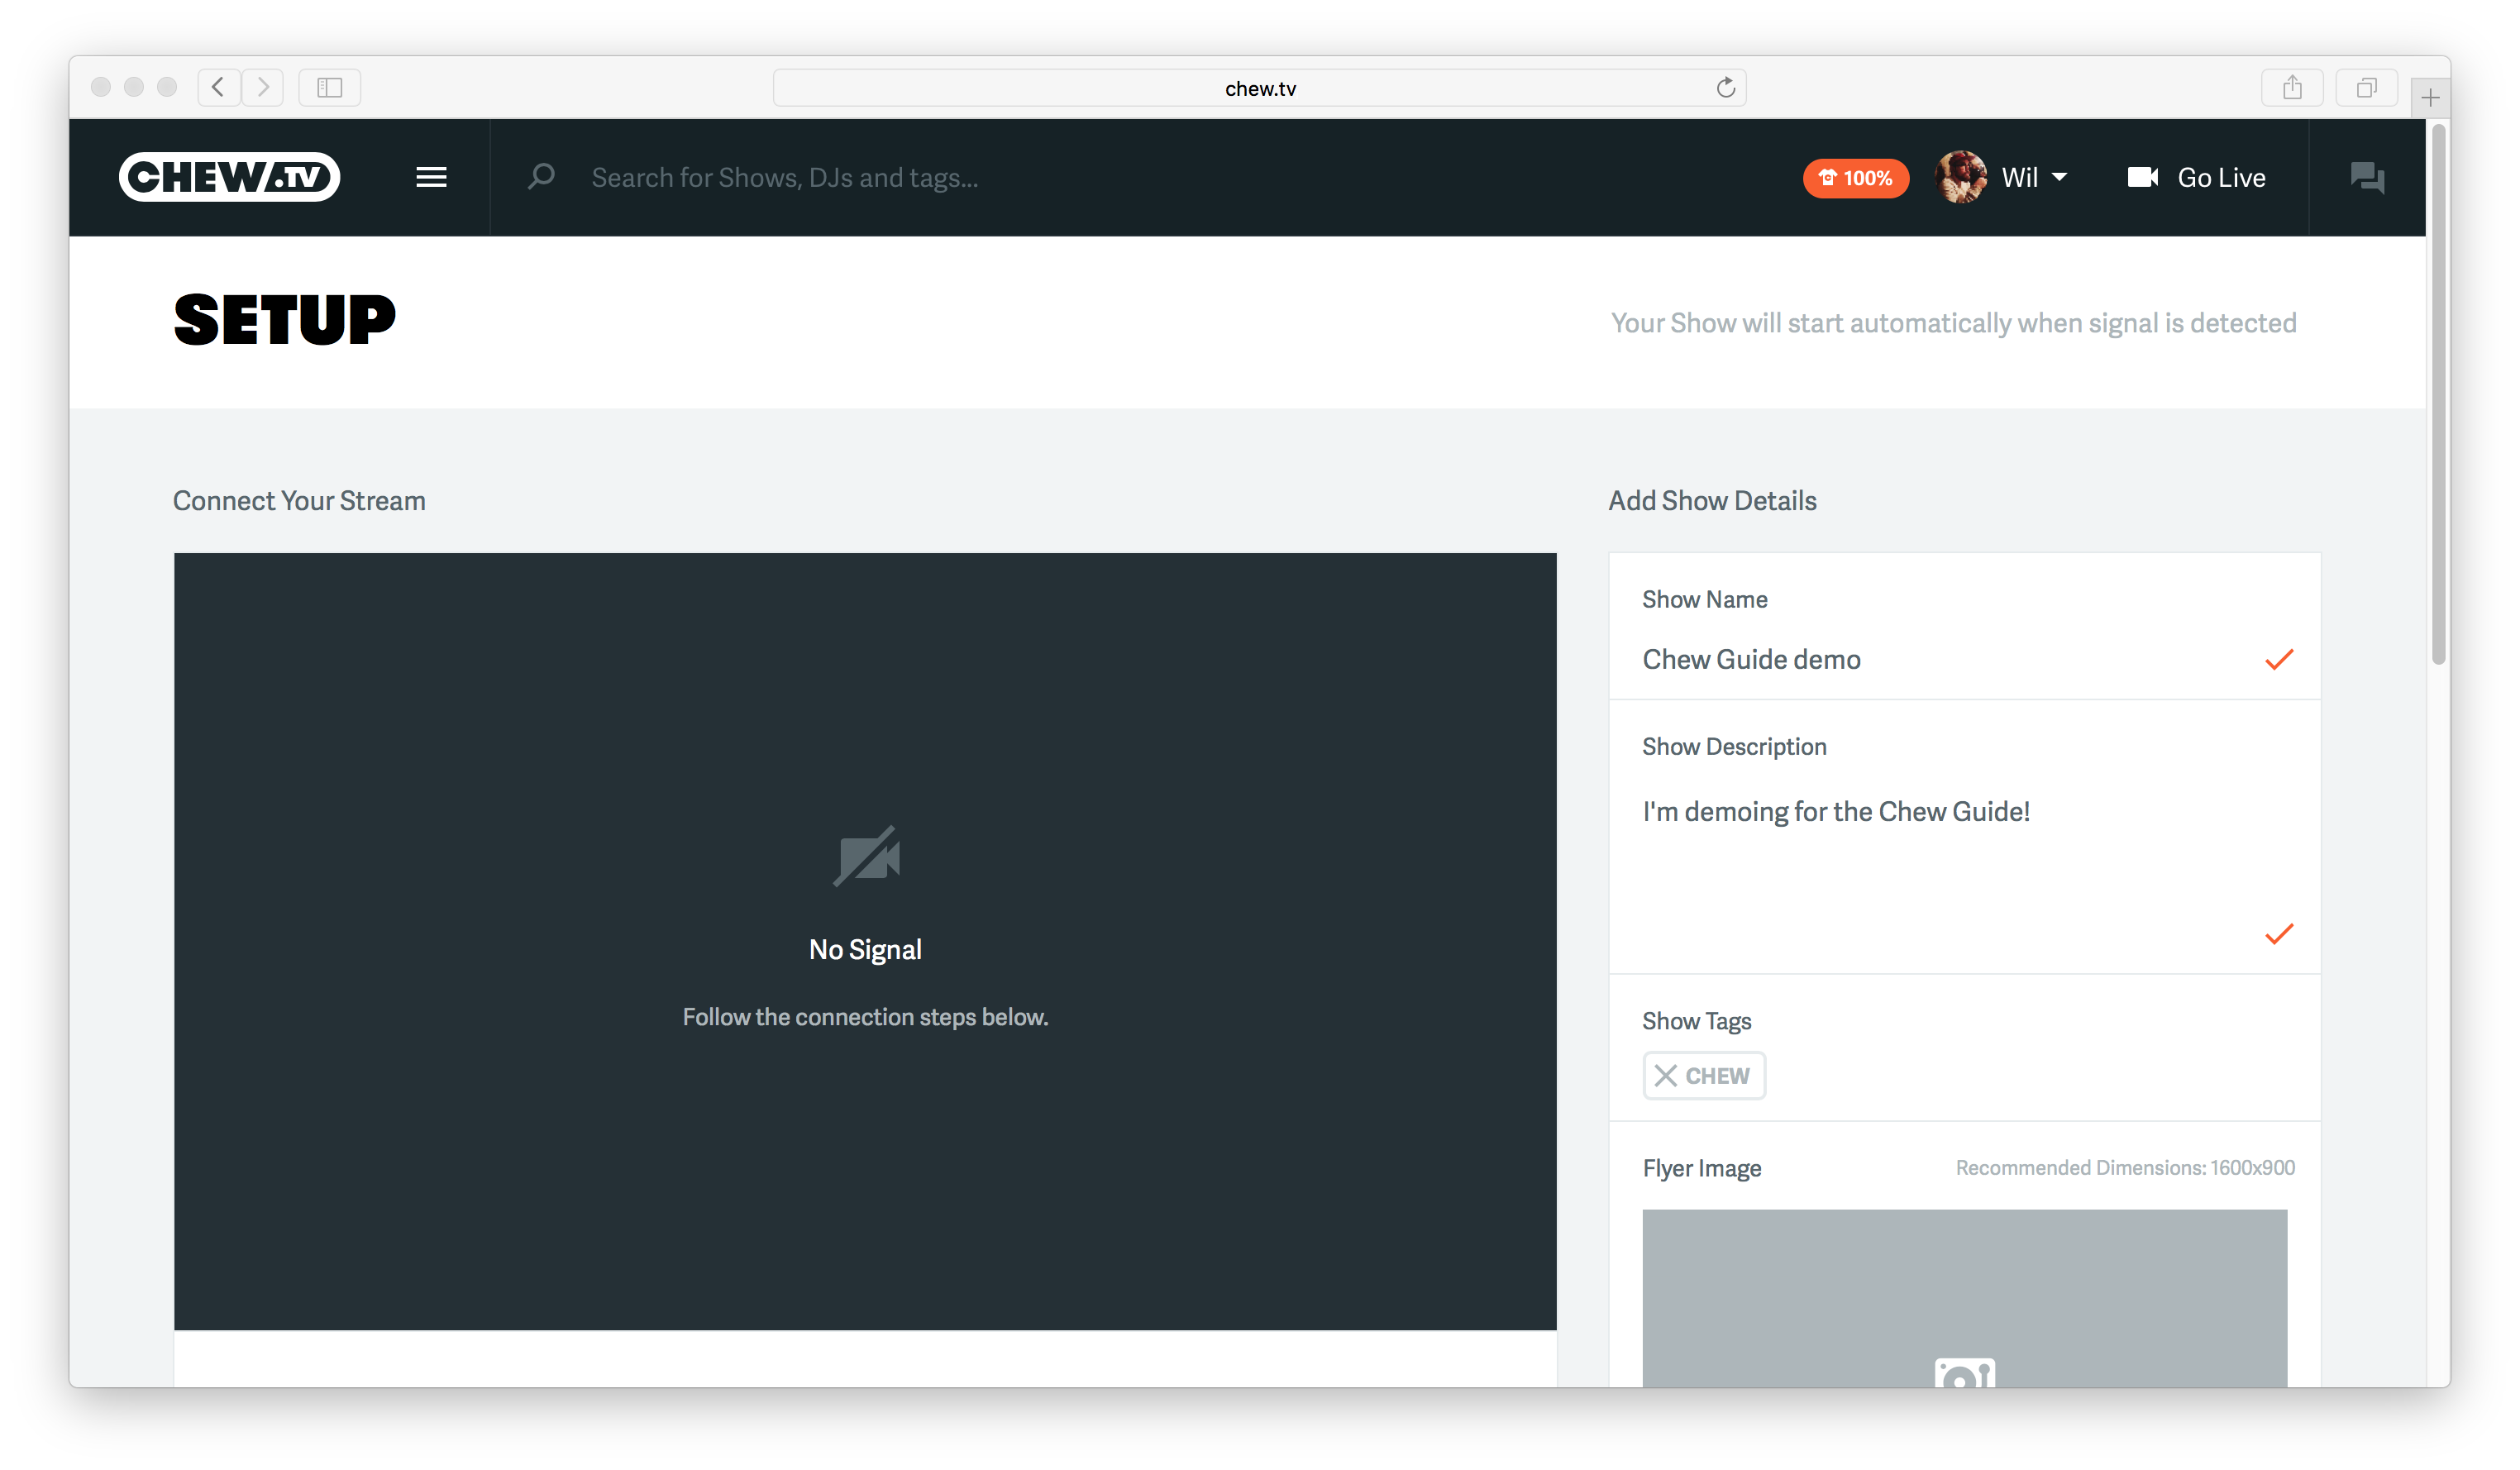 chew.tv
CHEW.TV
Search for Shows, DJs and tags...
100%
Wil
Go Live
SETUP
Your Show will start automatically when signal is detected
Connect Your Stream
No Signal
Follow the connection steps below.
Add Show Details
Show Name
Chew Guide demo
Show Description
I'm demoing for the Chew Guide!
Show Tags
CHEW
Flyer Image
Recommended Dimensions: 1600x900